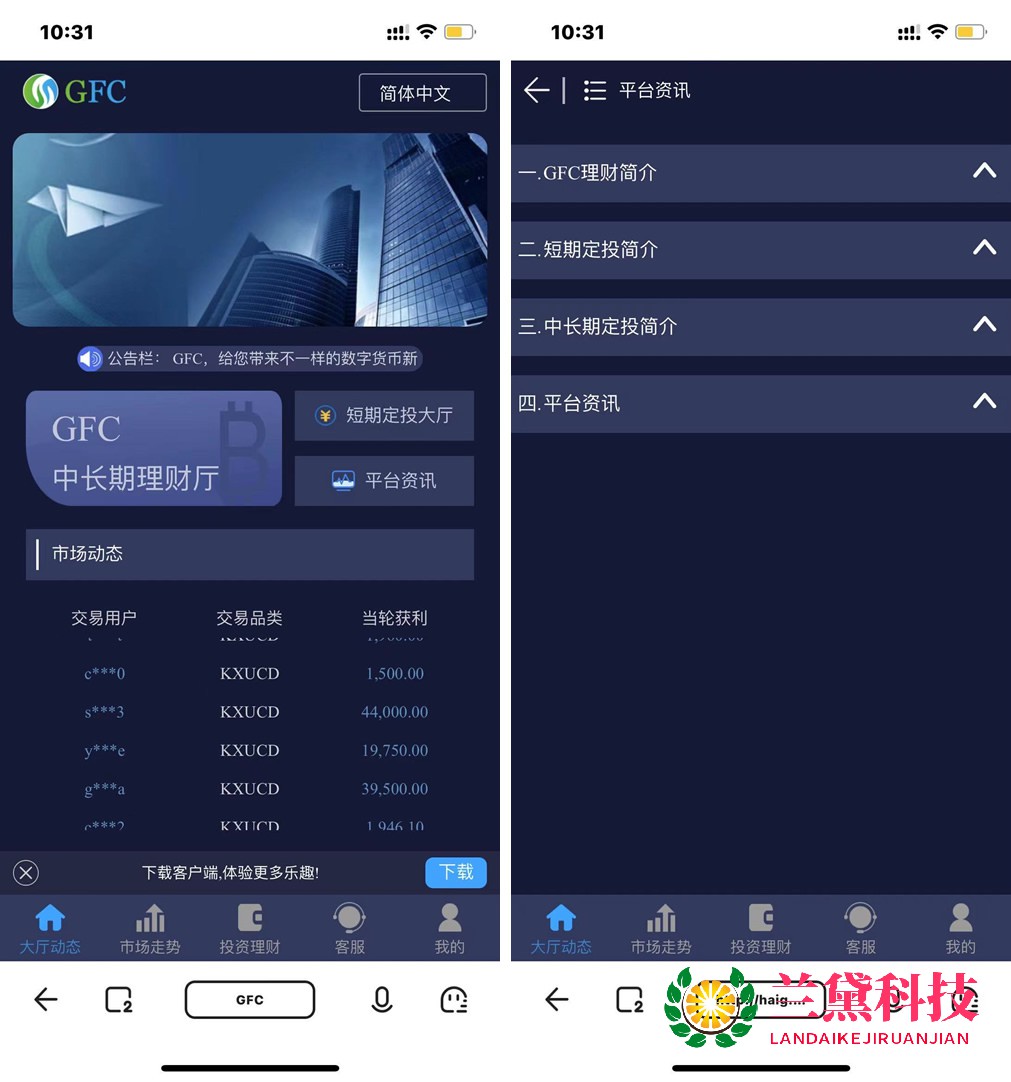 10:31
GFC
简体中文
公告栏： GFC，给您带来不一样的数字货币新
GFC
中长期理财厅
短期定投大厅
平台资讯
市场动态
交易用户 交易品类 当轮获利
c***0 KXUCD 1,500.00
s***3 KXUCD 44,000.00
y***e KXUCD 19,750.00
g***a KXUCD 39,500.00
c***2 KXUCD 1,946.10
下载客户端,体验更多乐趣!
下载
大厅动态 市场走势 投资理财 客服 我的
2
GFC
10:31
平台资讯
一.GFC理财简介
二.短期定投简介
三.中长期定投简介
四.平台资讯
大厅动态 市场走势 投资理财 客服 我的
2
兰黛科技
LANDAIKEJIRUANJIAN